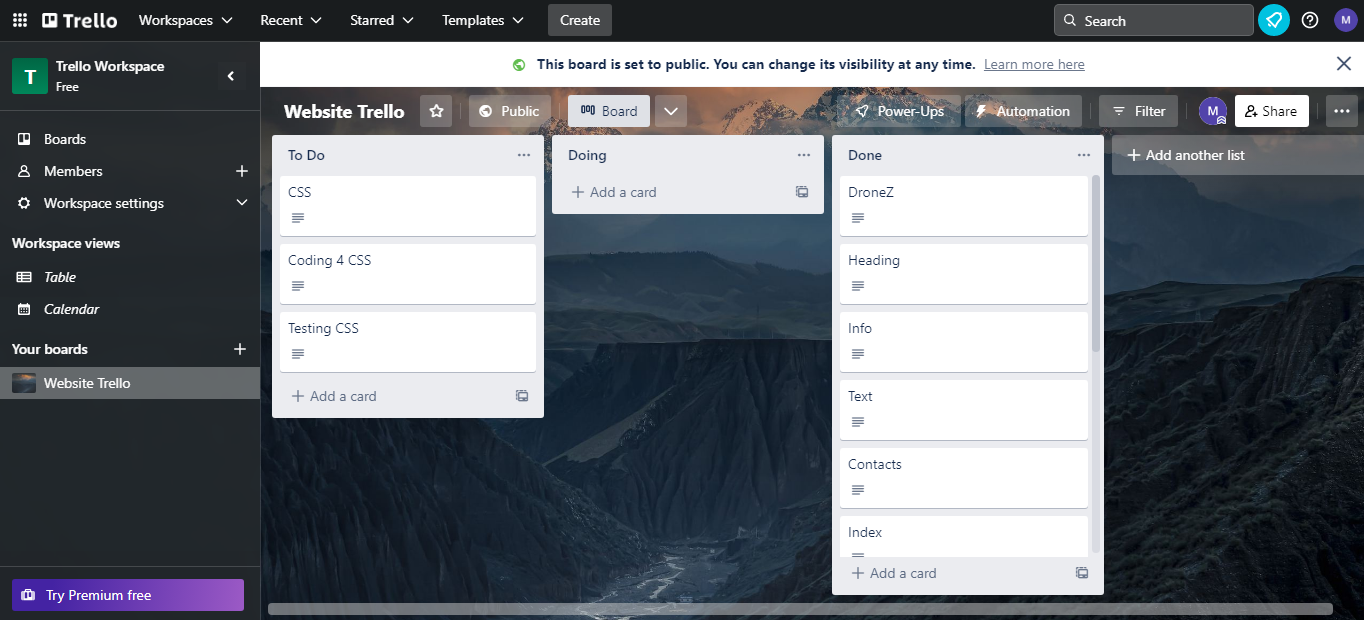 Trello Workspaces Recent Starred Templates Create Search M
T Trello Workspace
Free
This board is set to public. You can change its visibility at any time. Learn more here
Website Trello Public Board Power-Ups Automation Filter M Share
Boards
Members
Workspace settings
Workspace views
Table
Calendar
Your boards
Website Trello
Try Premium free
To Do
CSS
Coding 4 CSS
Testing CSS
Add a card
Doing
Add a card
Done
DroneZ
Heading
Info
Text
Contacts
Index
Add a card
Add another list